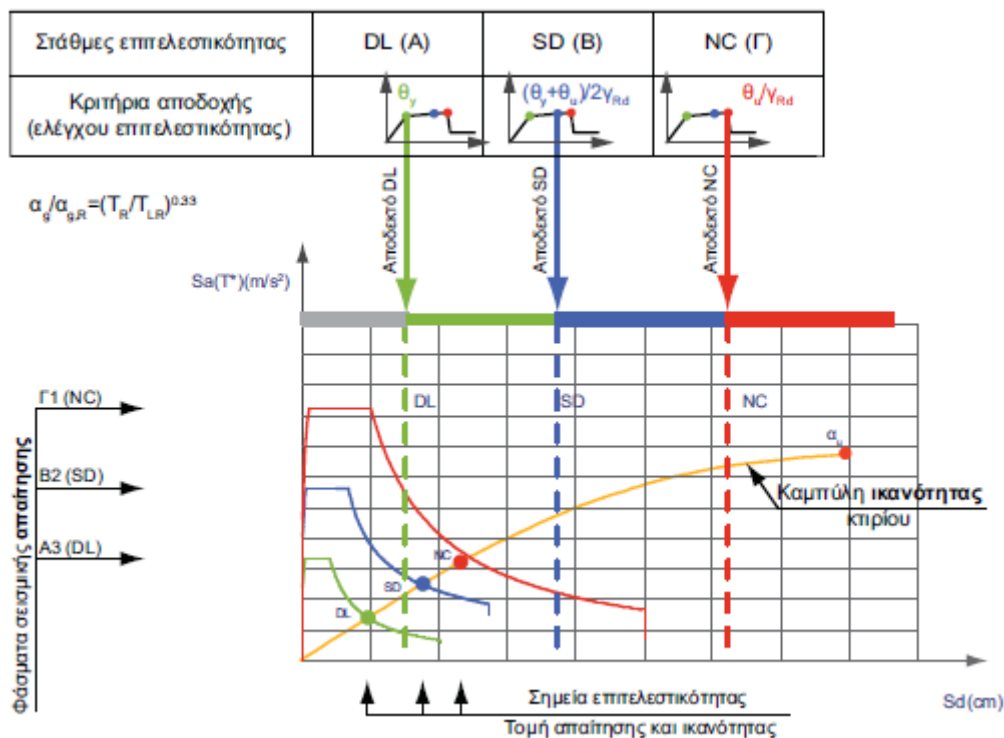 Στάθμες επιτελεστικότητας
DL (A)
SD (B)
NC (Γ)
Κριτήρια αποδοχής
(ελέγχου επιτελεστικότητας)
θy
(θy+θu)/2γRd
θu/γRd
αg/αg,R=(TR/TLR)^0.33
Αποδεκτό DL
Αποδεκτό SD
Αποδεκτό NC
Sa(T*)(m/s²)
DL
SD
NC
Φάσματα σεισμικής απαίτησης
Γ1 (NC)
B2 (SD)
A3 (DL)
αu
Καμπύλη ικανότητας
κτιρίου
NC
SD
DL
Σημεία επιτελεστικότητας
Τομή απαίτησης και ικανότητας
Sd(cm)